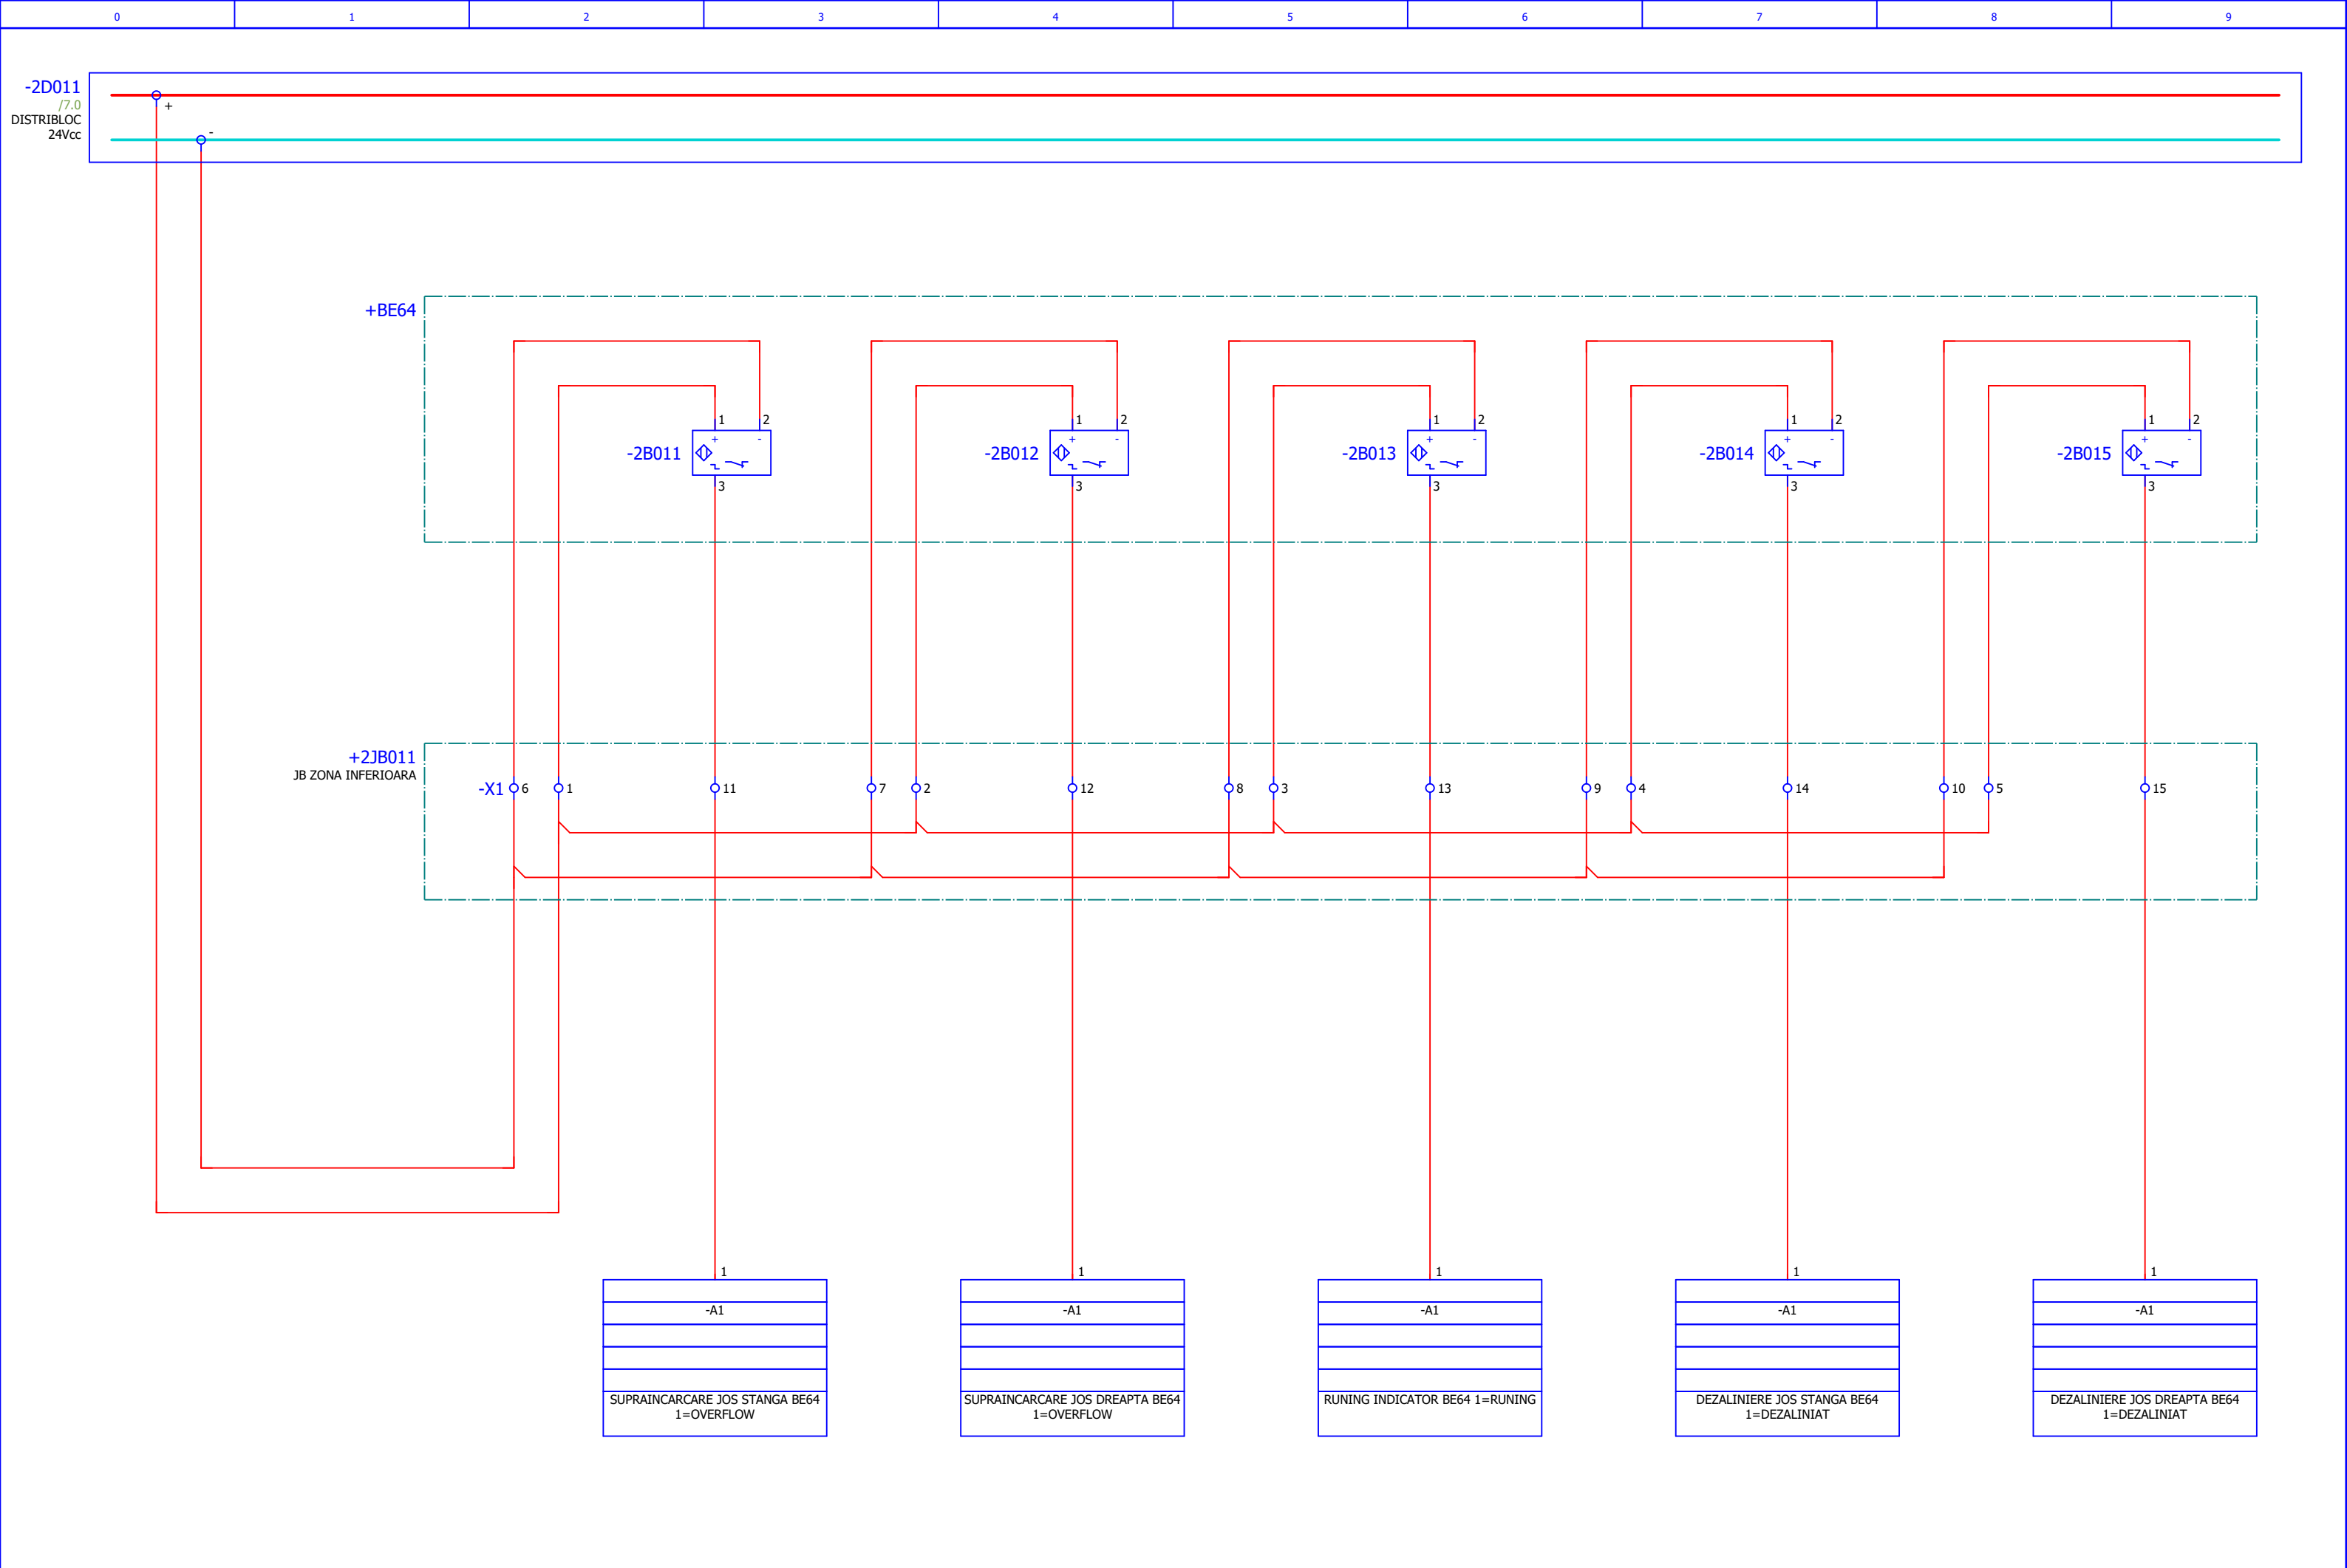 0 1 2 3 4 5 6 7 8 9
-2D011
/7.0
DISTRIBLOC
24Vcc
+
-
+BE64
1 2 1 2 1 2 1 2 1 2
+ - + - + - + - + -
-2B011 -2B012 -2B013 -2B014 -2B015
3 3 3 3 3
+2JB011
JB ZONA INFERIOARA
-X1 6 1 11 7 2 12 8 3 13 9 4 14 10 5 15
1 1 1 1 1
-A1 -A1 -A1 -A1 -A1
SUPRAINCARCARE JOS STANGA BE64
1=OVERFLOW
SUPRAINCARCARE JOS DREAPTA BE64
1=OVERFLOW
RUNING INDICATOR BE64 1=RUNING
DEZALINIERE JOS STANGA BE64
1=DEZALINIAT
DEZALINIERE JOS DREAPTA BE64
1=DEZALINIAT